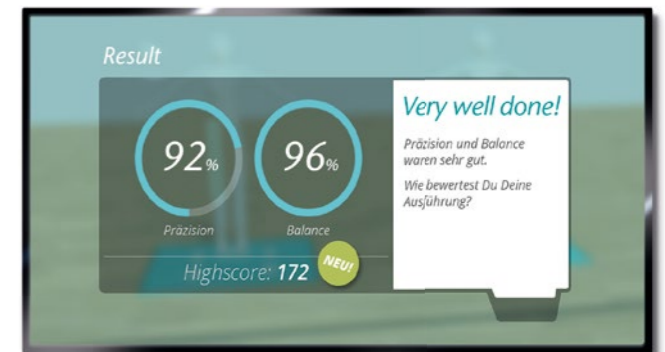 Result
92%
96%
Präzision
Balance
Highscore: 172
NEU!
Very well done!
Präzision und Balance
waren sehr gut.
Wie bewertest Du Deine
Ausführung?